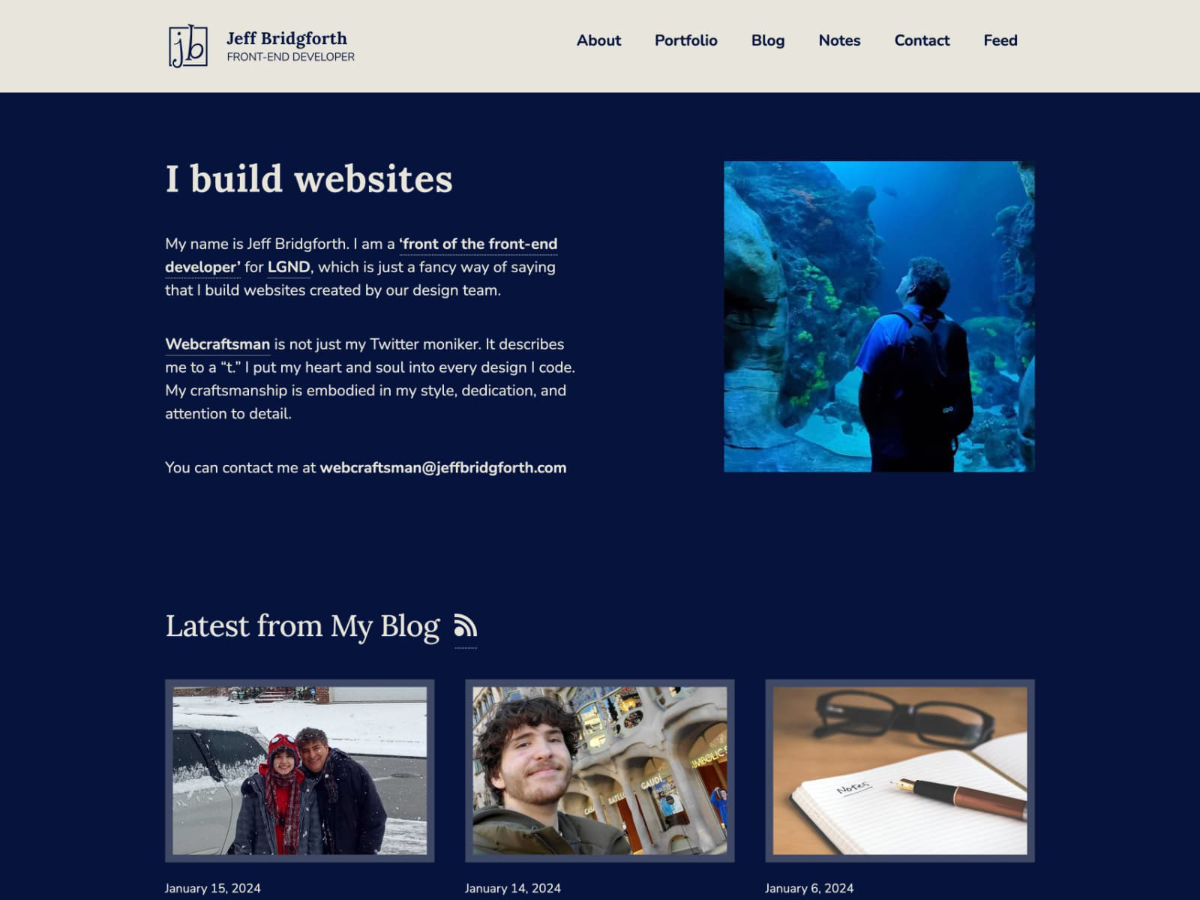 jb
Jeff Bridgforth
FRONT-END DEVELOPER
About Portfolio Blog Notes Contact Feed
I build websites
My name is Jeff Bridgforth. I am a ‘front of the front-end
developer’ for LGND, which is just a fancy way of saying
that I build websites created by our design team.
Webcraftsman is not just my Twitter moniker. It describes
me to a “t.” I put my heart and soul into every design I code.
My craftsmanship is embodied in my style, dedication, and
attention to detail.
You can contact me at webcraftsman@jeffbridgforth.com
Latest from My Blog
GAUDÍ
Notes
January 15, 2024
January 14, 2024
January 6, 2024